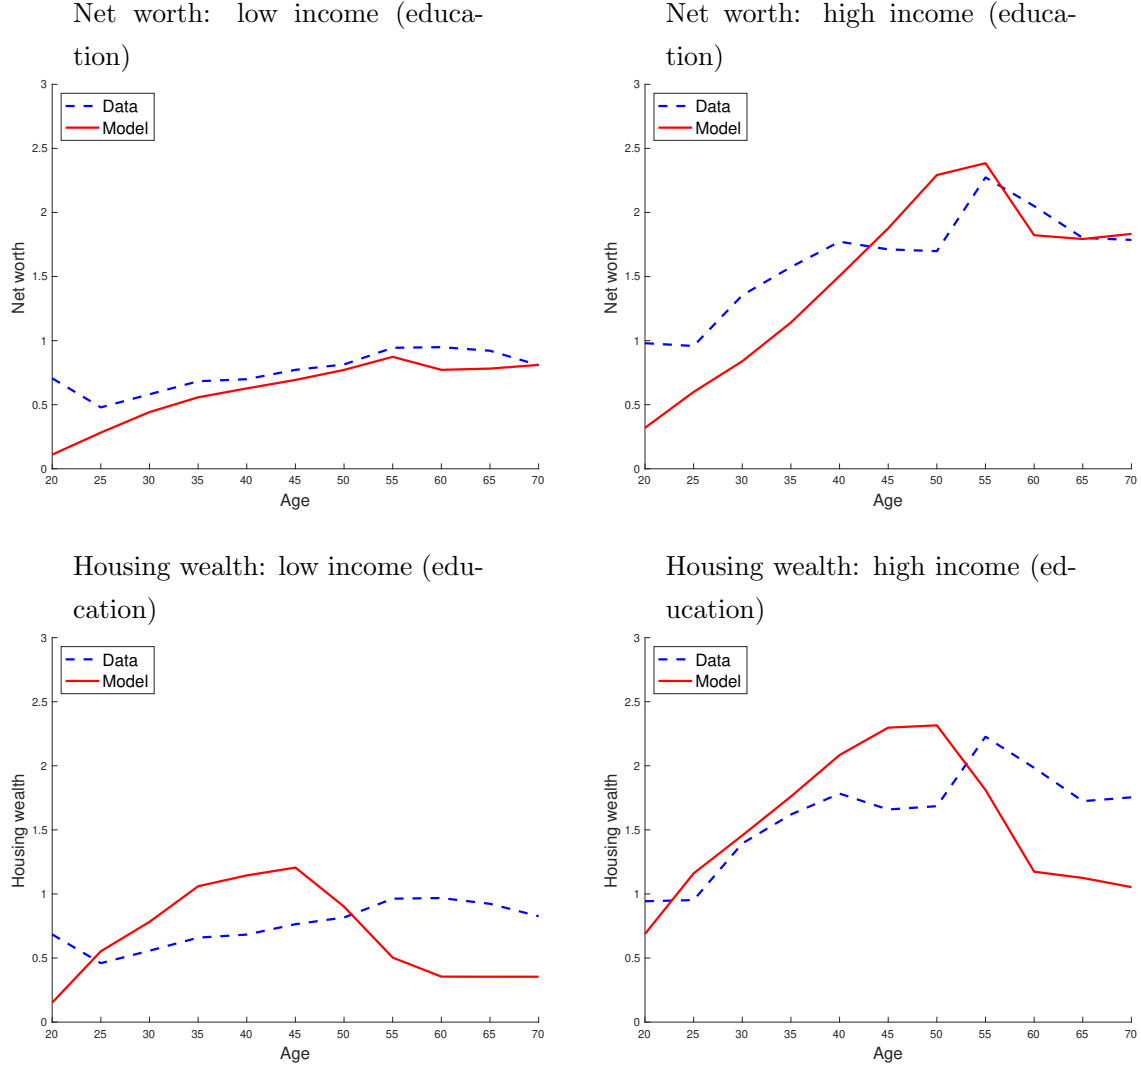 Net worth: low income (educa-
tion)
3
2.5
2
1.5
1
0.5
0
Net worth
Data
Model
20 25 30 35 40 45 50 55 60 65 70
Age
Net worth: high income (educa-
tion)
3
2.5
2
1.5
1
0.5
0
Net worth
Data
Model
20 25 30 35 40 45 50 55 60 65 70
Age
Housing wealth: low income (edu-
cation)
3
2.5
2
1.5
1
0.5
0
Housing wealth
Data
Model
20 25 30 35 40 45 50 55 60 65 70
Age
Housing wealth: high income (ed-
ucation)
3
2.5
2
1.5
1
0.5
0
Housing wealth
Data
Model
20 25 30 35 40 45 50 55 60 65 70
Age